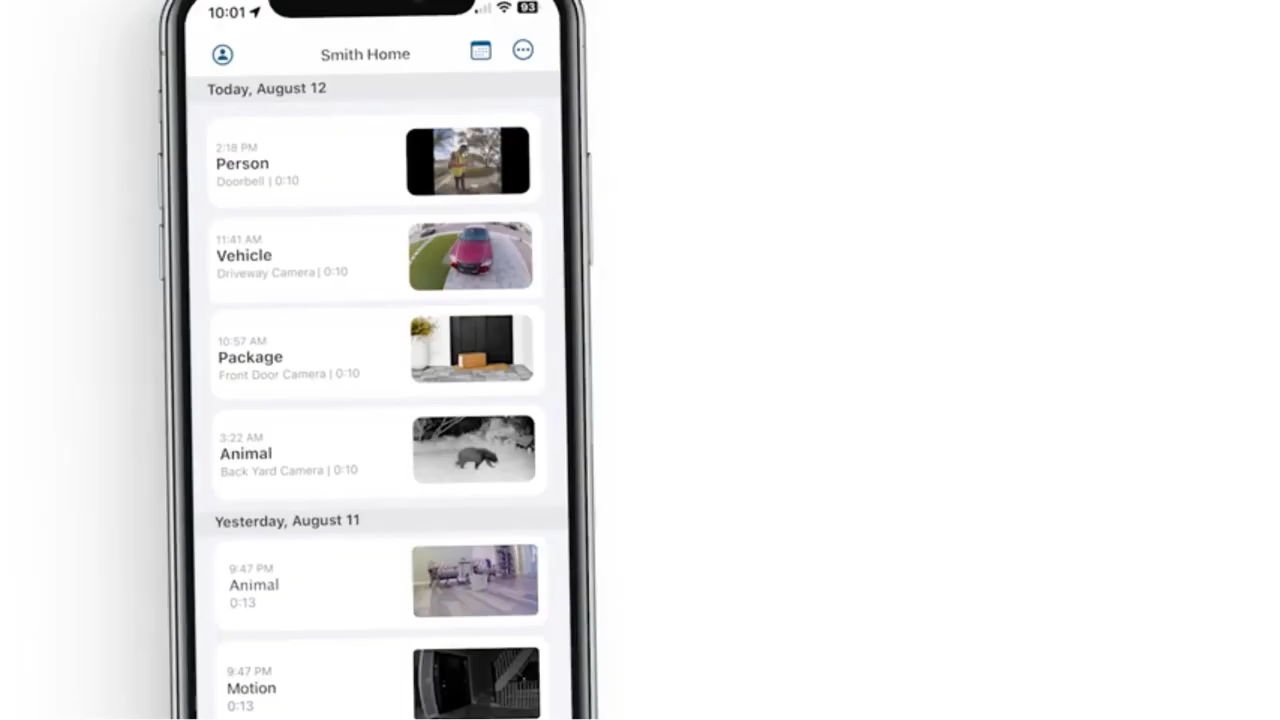 10:01
93
Smith Home
Today, August 12
2:18 PM
Person
Doorbell | 0:10
11:41 AM
Vehicle
Driveway Camera | 0:10
10:57 AM
Package
Front Door Camera | 0:10
3:22 AM
Animal
Back Yard Camera | 0:10
Yesterday, August 11
9:47 PM
Animal
0:13
9:47 PM
Motion
0:13